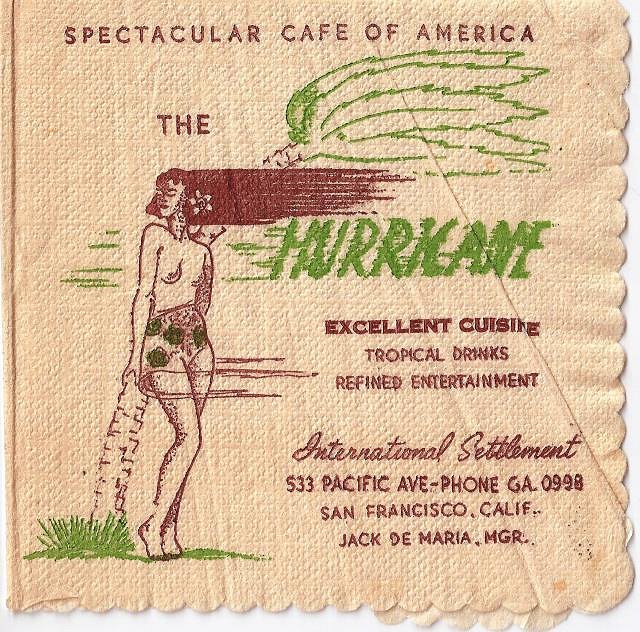 SPECTACULAR CAFE OF AMERICA
THE
HURRICANE
EXCELLENT CUISINE
TROPICAL DRINKS
REFINED ENTERTAINMENT
International Settlement
533 PACIFIC AVE-PHONE GA. 0998
SAN FRANCISCO, CALIF.
JACK DE MARIA, MGR.